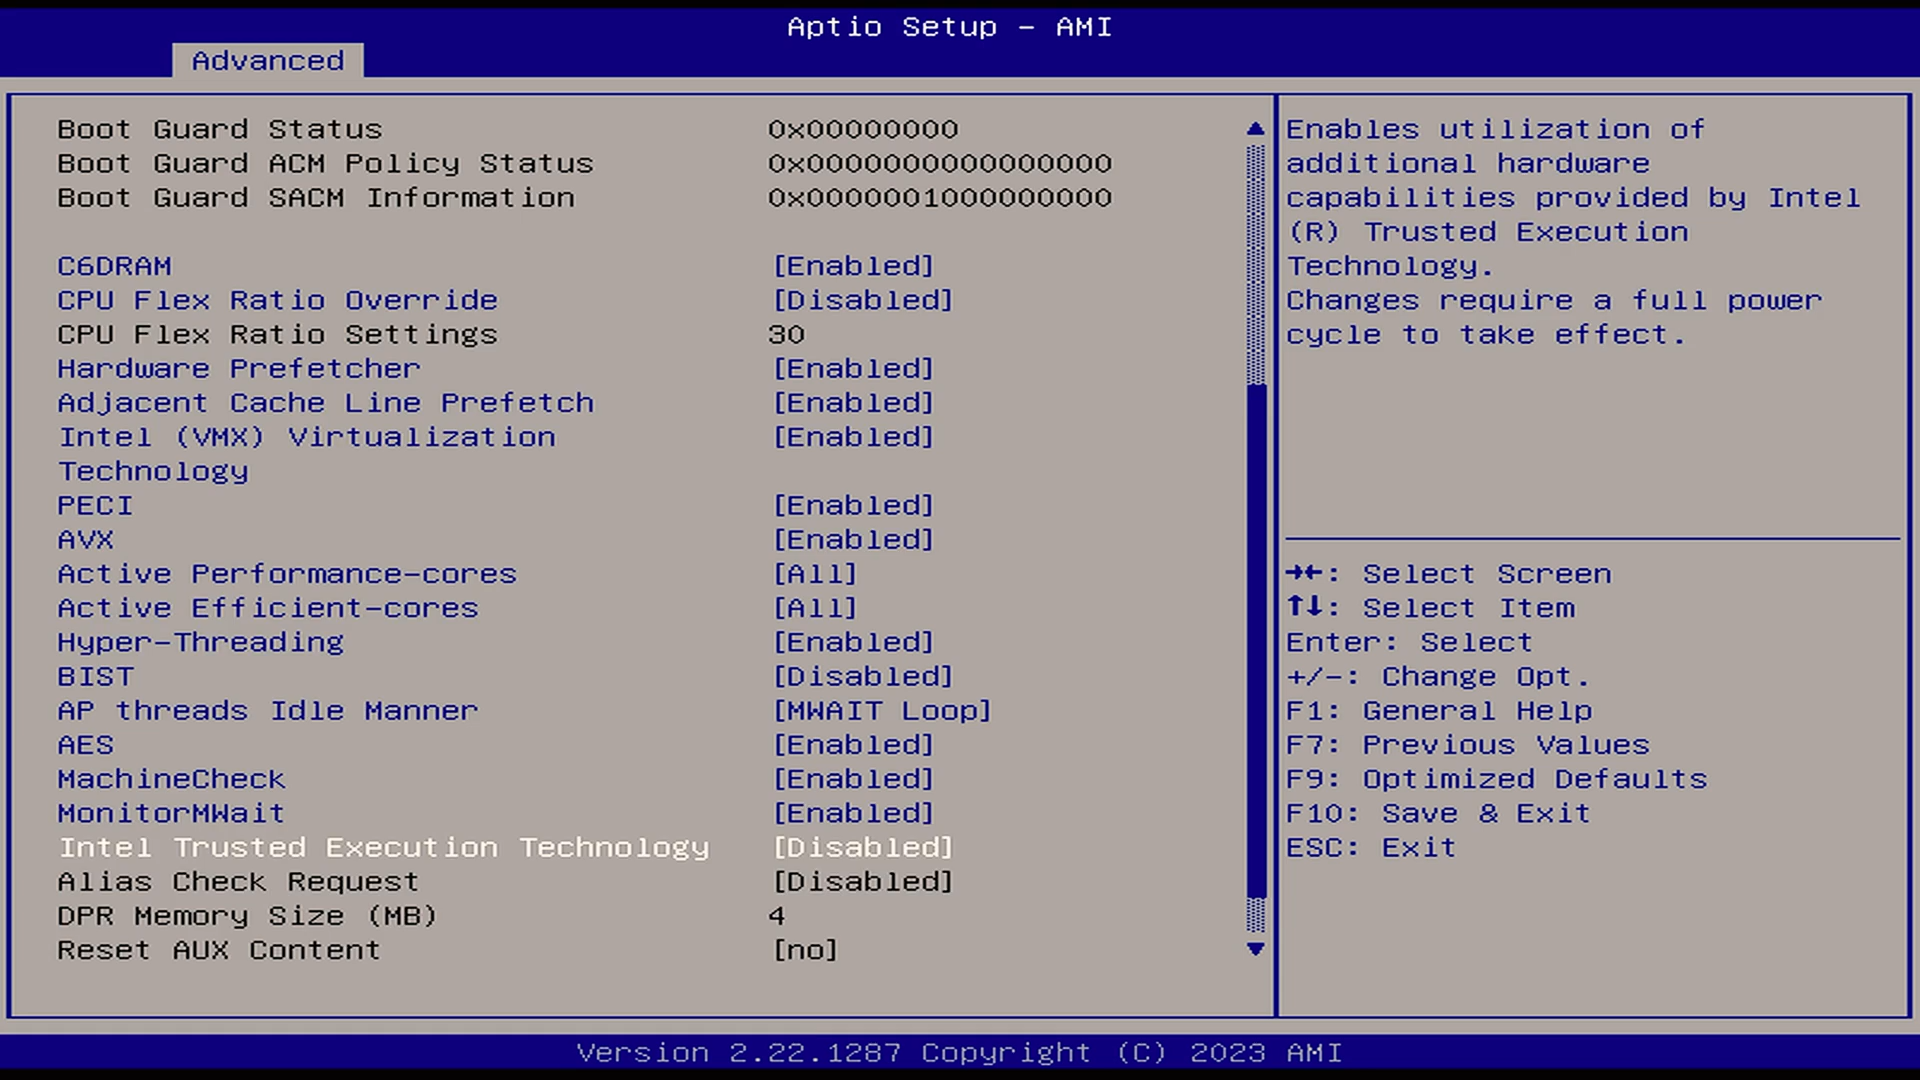 Aptio Setup - AMI
Advanced
Boot Guard Status 0x00000000
Boot Guard ACM Policy Status 0x0000000000000000
Boot Guard SACM Information 0x0000001000000000
C6DRAM [Enabled]
CPU Flex Ratio Override [Disabled]
CPU Flex Ratio Settings 30
Hardware Prefetcher [Enabled]
Adjacent Cache Line Prefetch [Enabled]
Intel (VMX) Virtualization [Enabled]
Technology
PECI [Enabled]
AVX [Enabled]
Active Performance-cores [All]
Active Efficient-cores [All]
Hyper-Threading [Enabled]
BIST [Disabled]
AP threads Idle Manner [MWAIT Loop]
AES [Enabled]
MachineCheck [Enabled]
MonitorMWait [Enabled]
Intel Trusted Execution Technology [Disabled]
Alias Check Request [Disabled]
DPR Memory Size (MB) 4
Reset AUX Content [no]
Enables utilization of
additional hardware
capabilities provided by Intel
(R) Trusted Execution
Technology.
Changes require a full power
cycle to take effect.
→←: Select Screen
↑↓: Select Item
Enter: Select
+/-: Change Opt.
F1: General Help
F7: Previous Values
F9: Optimized Defaults
F10: Save & Exit
ESC: Exit
Version 2.22.1287 Copyright (C) 2023 AMI